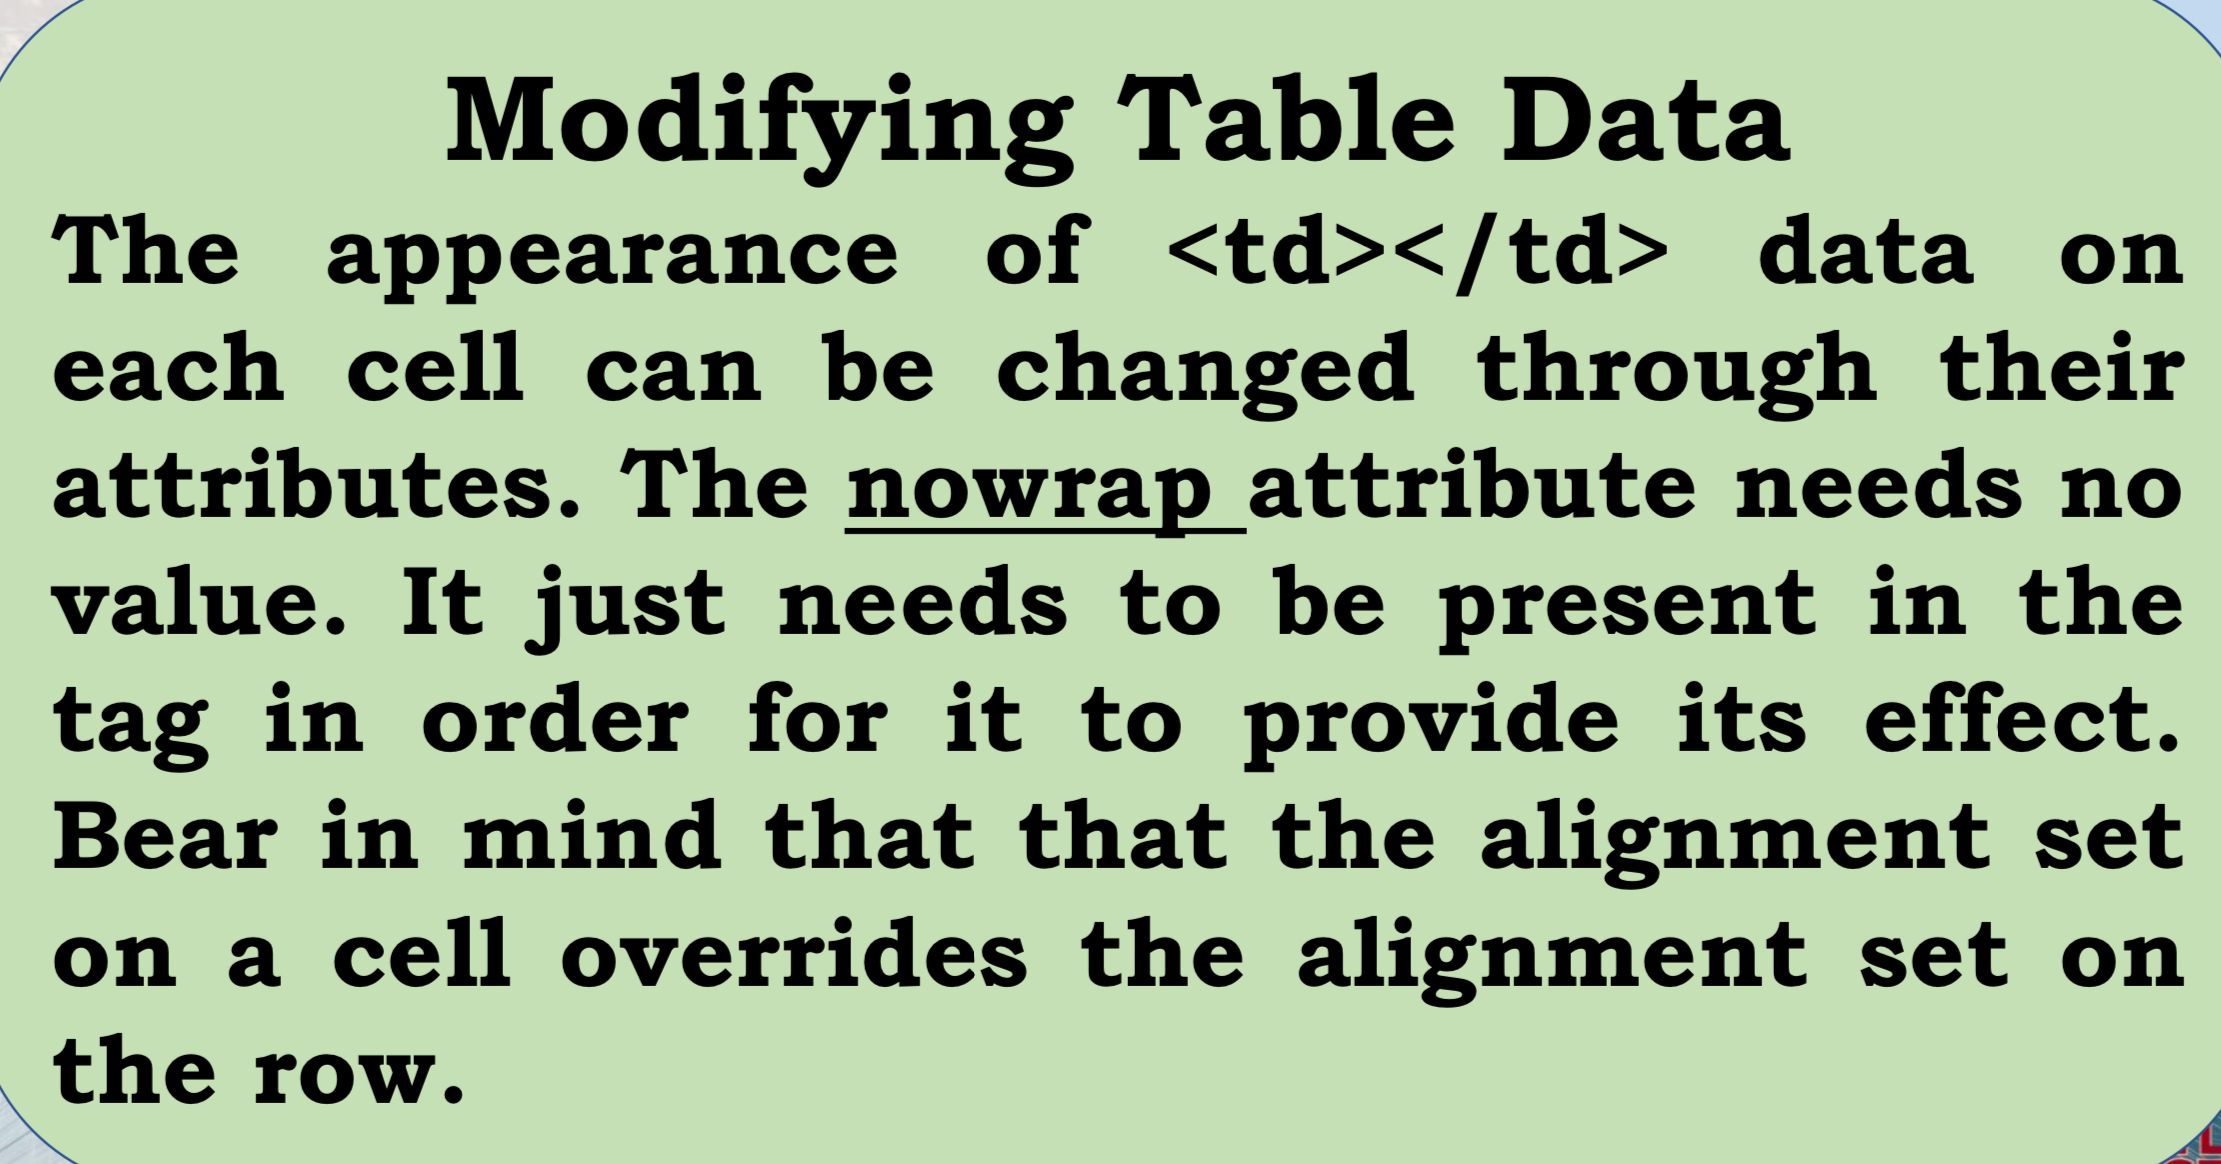 Modifying Table Data
The appearance of <td></td> data on
each cell can be changed through their
attributes. The nowrap attribute needs no
value. It just needs to be present in the
tag in order for it to provide its effect.
Bear in mind that that the alignment set
on a cell overrides the alignment set on
the row.